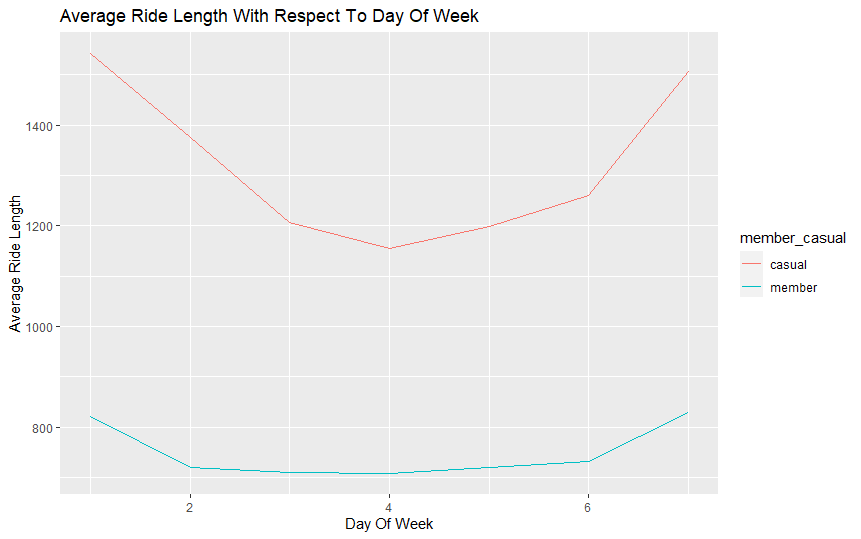 Average Ride Length With Respect To Day Of Week
1400
1200
1000
800
Average Ride Length
2
4
6
Day Of Week
member_casual
casual
member